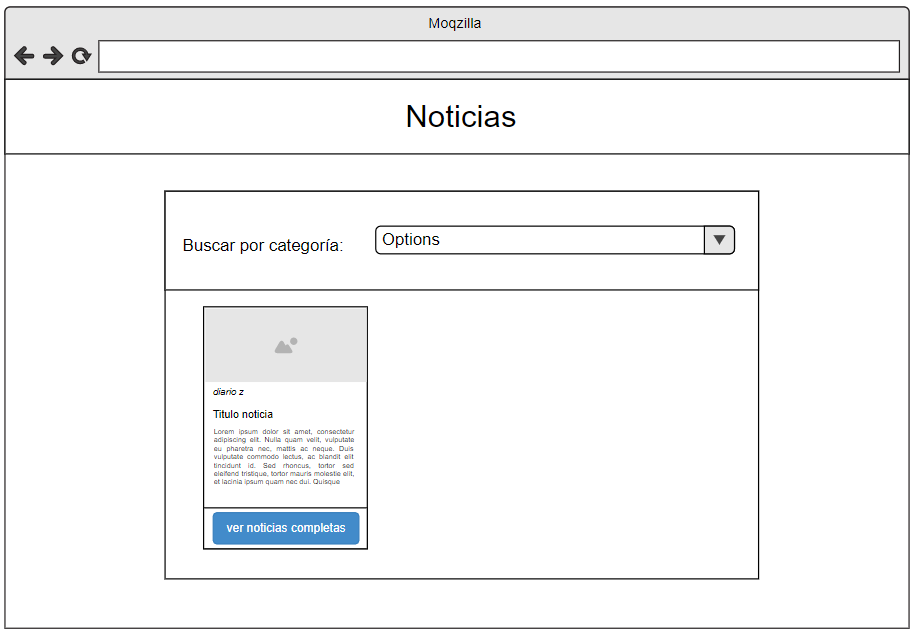 Moqzilla
Noticias
Buscar por categoría:
Options
diario z
Titulo noticia
Lorem ipsum dolor sit amet, consectetur
adipiscing elit. Nulla quam velit, vulputate
eu pharetra nec, mattis ac neque. Duis
vulputate commodo lectus, ac blandit elit
tincidunt id. Sed rhoncus, tortor sed
eleifend tristique, tortor mauris molestie elit,
et lacinia ipsum quam nec dui. Quisque
ver noticias completas